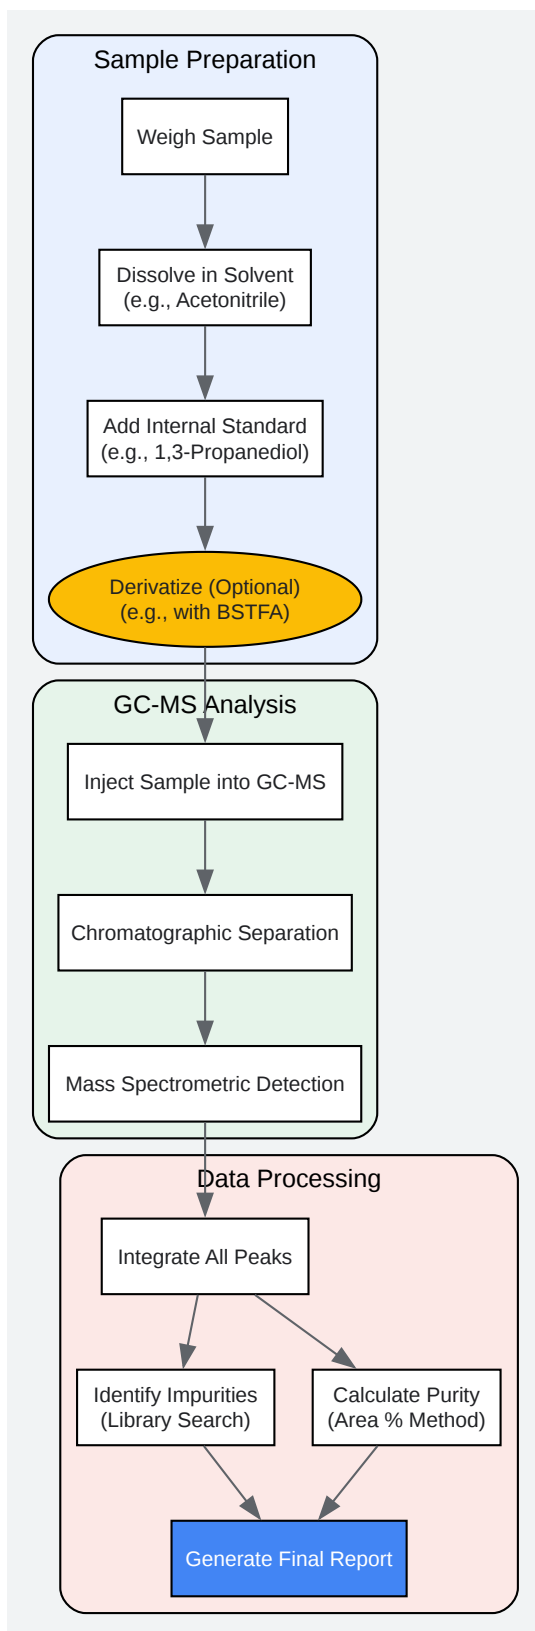 Sample Preparation
Weigh Sample
Dissolve in Solvent
(e.g., Acetonitrile)
Add Internal Standard
(e.g., 1,3-Propanediol)
Derivatize (Optional)
(e.g., with BSTFA)
GC-MS Analysis
Inject Sample into GC-MS
Chromatographic Separation
Mass Spectrometric Detection
Data Processing
Integrate All Peaks
Identify Impurities
(Library Search)
Calculate Purity
(Area % Method)
Generate Final Report